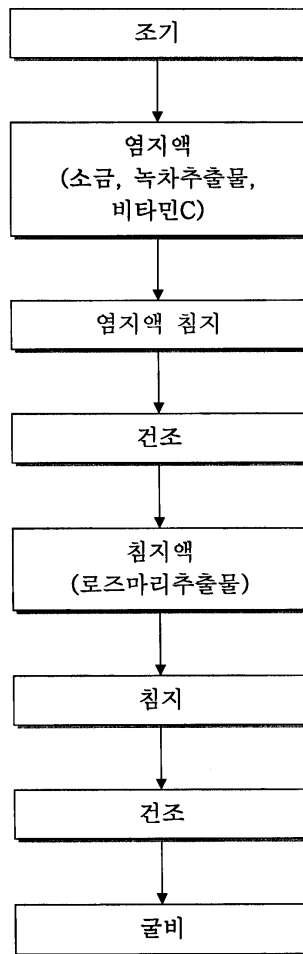 조기
염지액
(소금, 녹차추출물,
비타민C)
염지액 침지
건조
침지액
(로즈마리추출물)
침지
건조
굴비